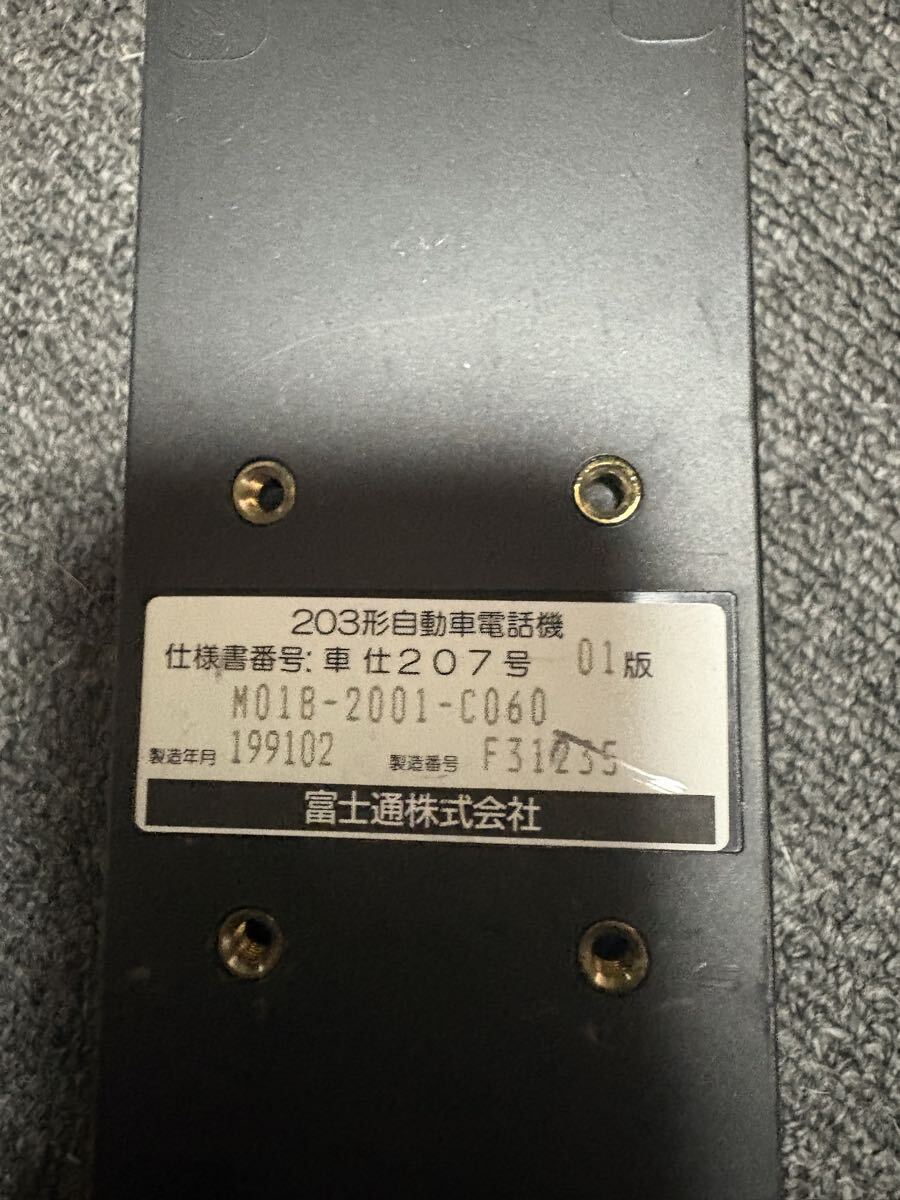 203形自動車電話機
仕様書番号:車仕207号 01版
M01B-2001-C060
製造年月 199102 製造番号 F31255
富士通株式会社